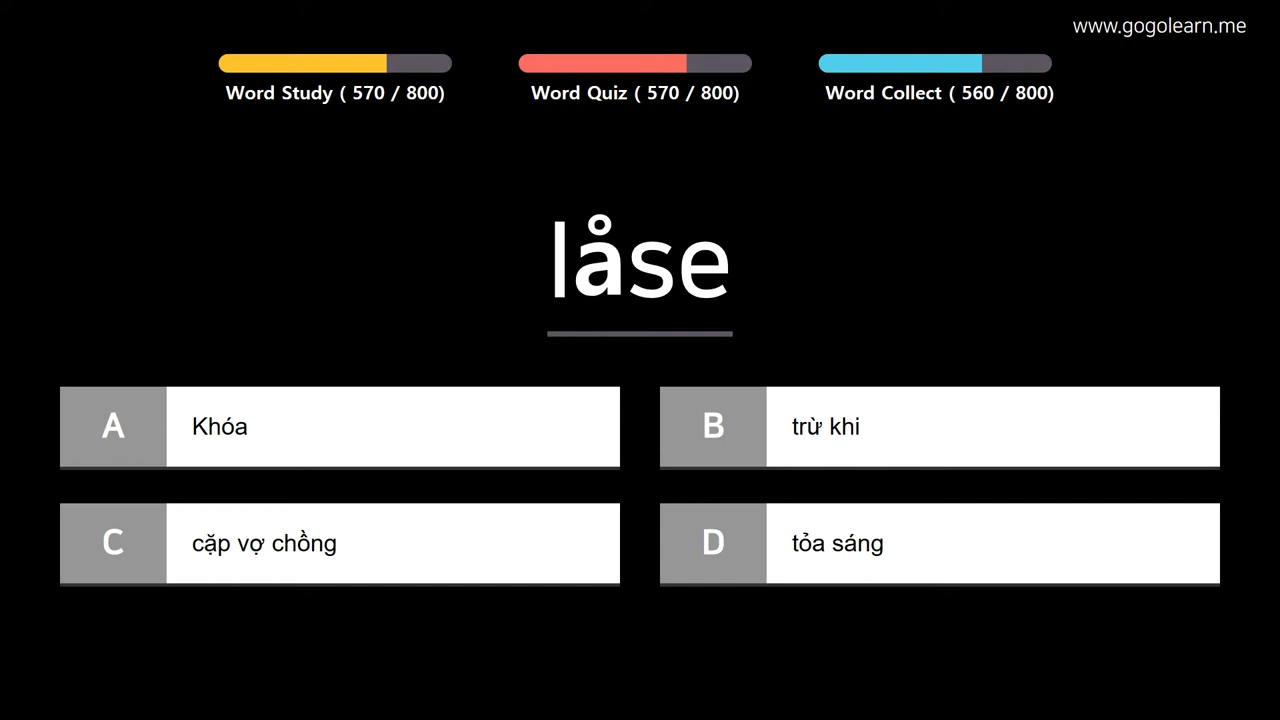 www.gogolearn.me
Word Study ( 570 / 800)
Word Quiz ( 570 / 800)
Word Collect ( 560 / 800)
låse
A Khóa
B trừ khi
C cặp vợ chồng
D tỏa sáng